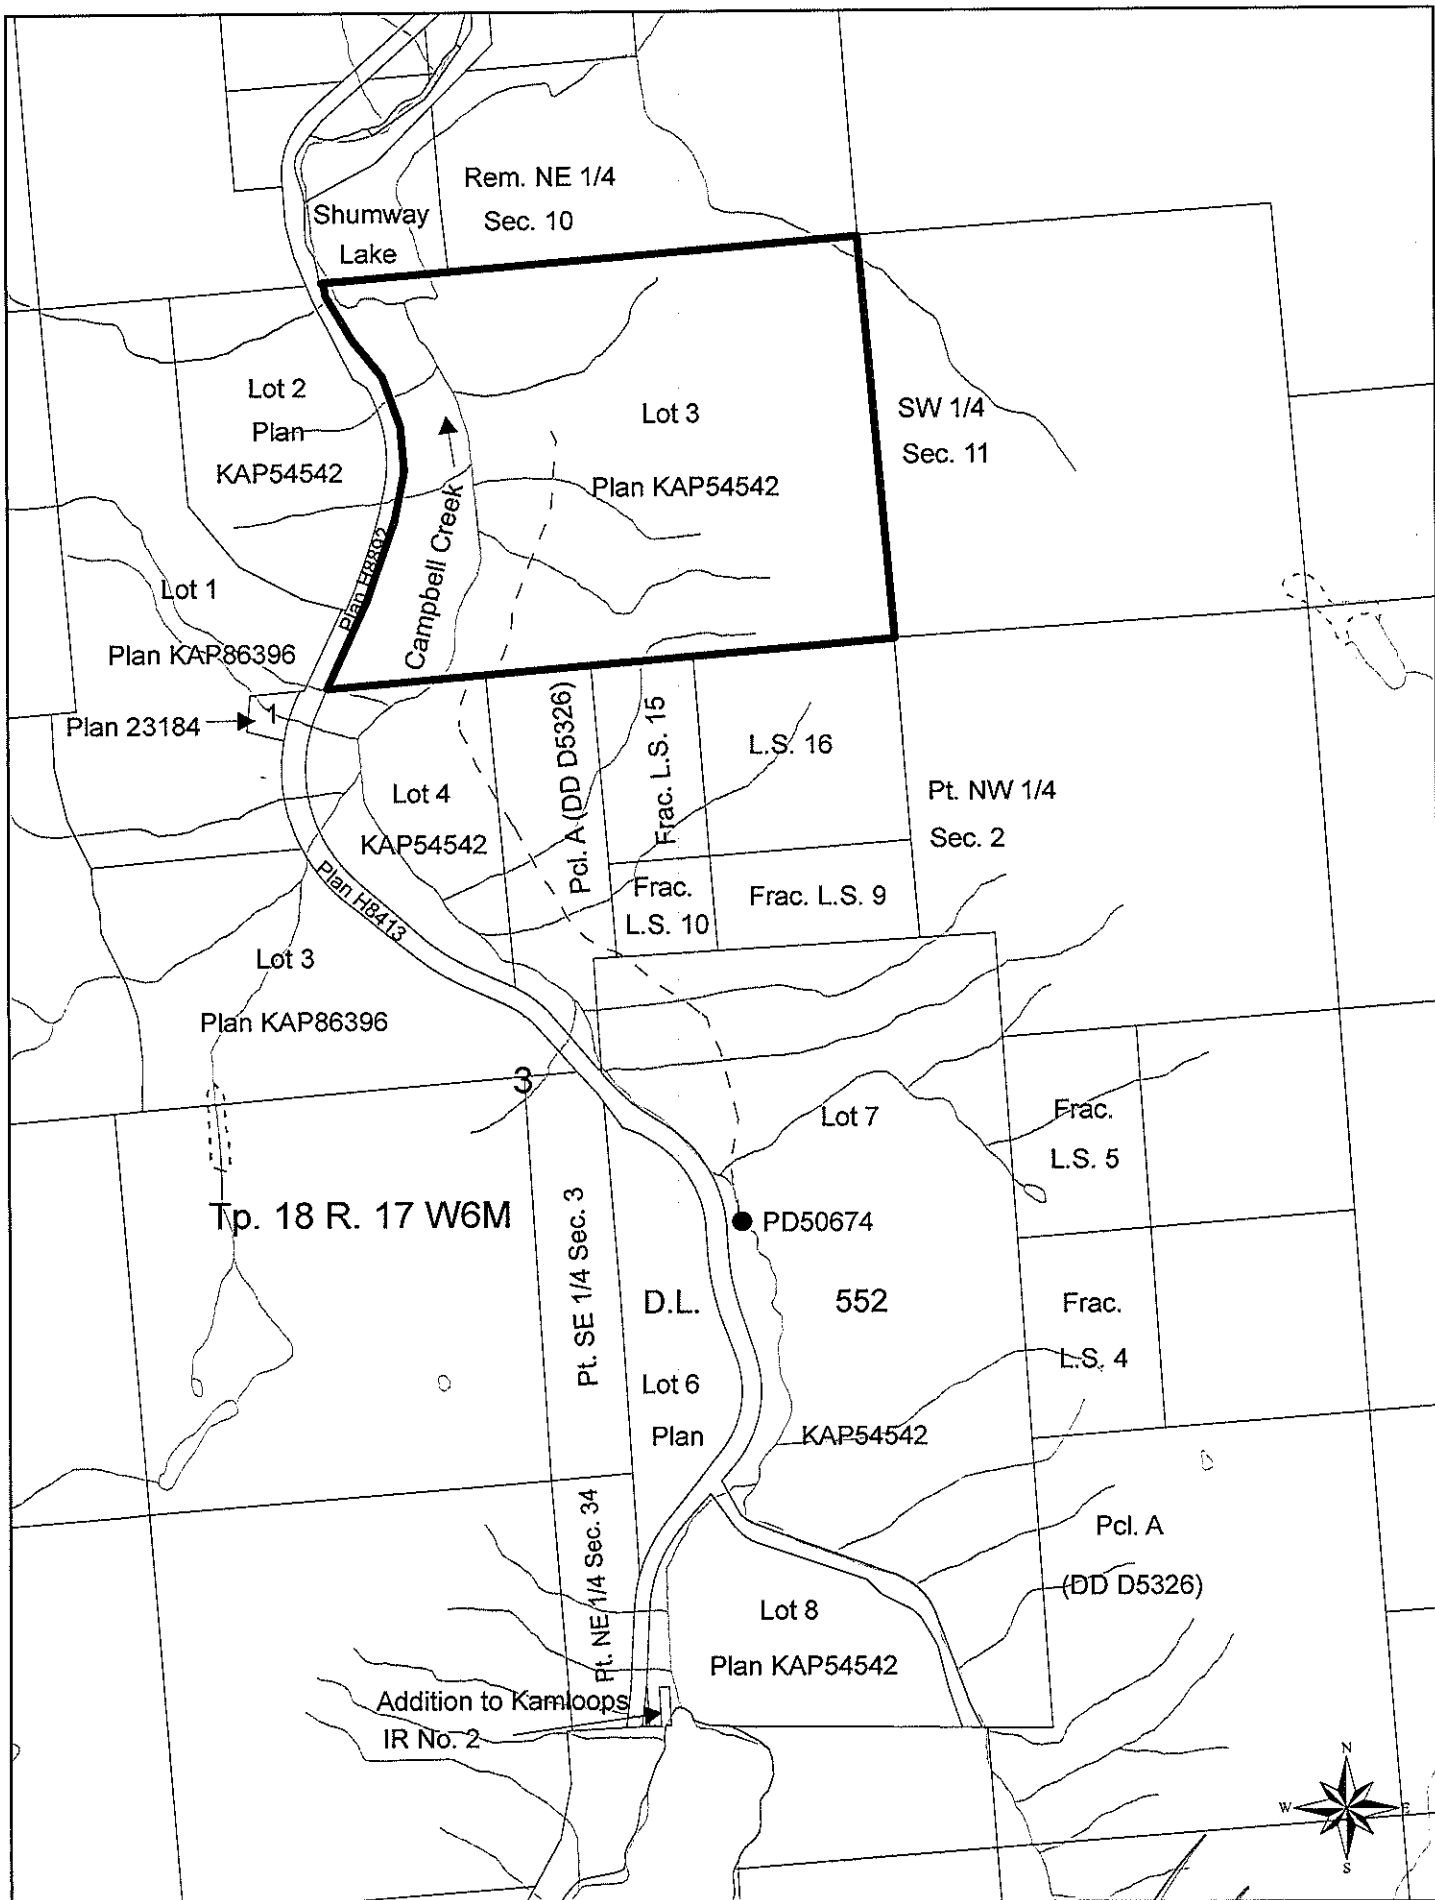 Rem. NE 1/4
Sec. 10
Shumway
Lake
Lot 2
Plan
KAP54542
Lot 3
Plan KAP54542
SW 1/4
Sec. 11
Plan H8892
Campbell Creek
Lot 1
Plan KAP86396
Plan 23184
1
Lot 4
KAP54542
Pcl. A (DD D5326)
Frac. L.S. 15
L.S. 16
Pt. NW 1/4
Sec. 2
Frac.
L.S. 10
Frac. L.S. 9
Plan H8413
Lot 3
Plan KAP86396
3
Lot 7
Frac.
L.S. 5
Tp. 18 R. 17 W6M
Pt. SE 1/4 Sec. 3
PD50674
D.L.
552
Frac.
L.S. 4
Lot 6
Plan
KAP54542
Pt. NE 1/4 Sec. 34
Pcl. A
(DD D5326)
Lot 8
Plan KAP54542
Addition to Kamloops
IR No. 2
N
W
E
S